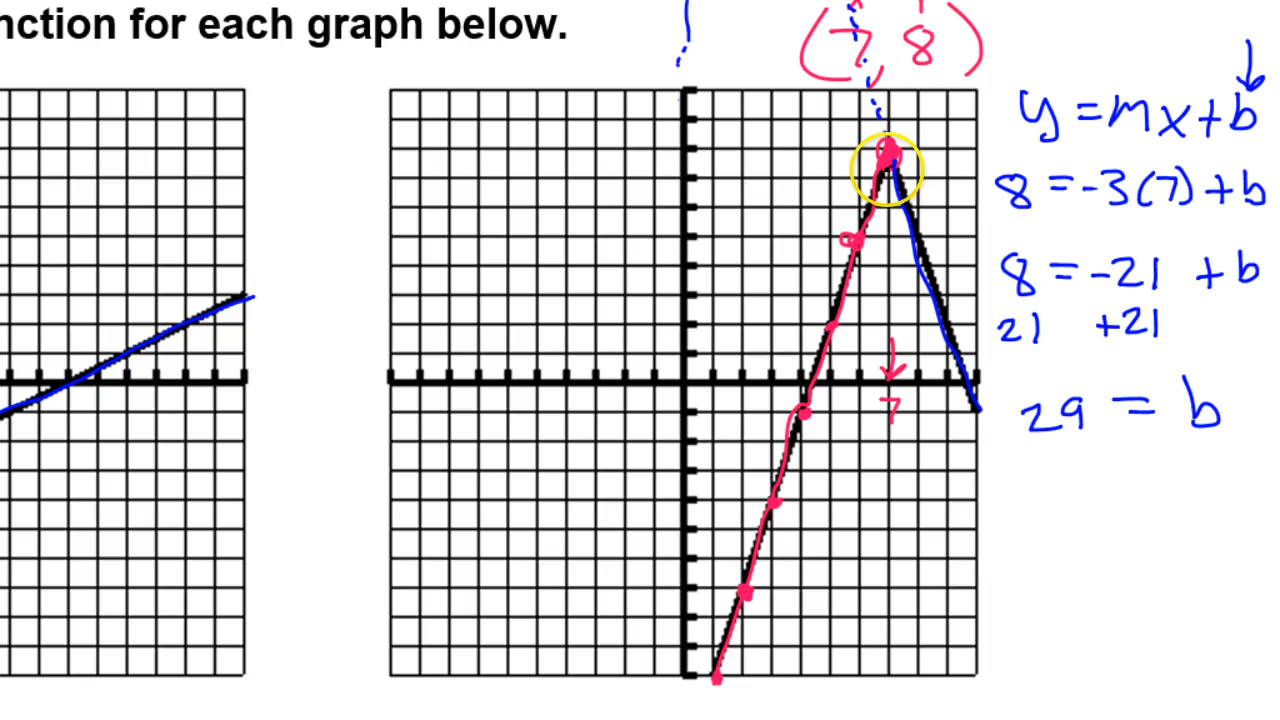 nction for each graph below.
(7, 8)
y = mx + b
8 = -3(7) + b
8 = -21 + b
21 +21
29 = b
7